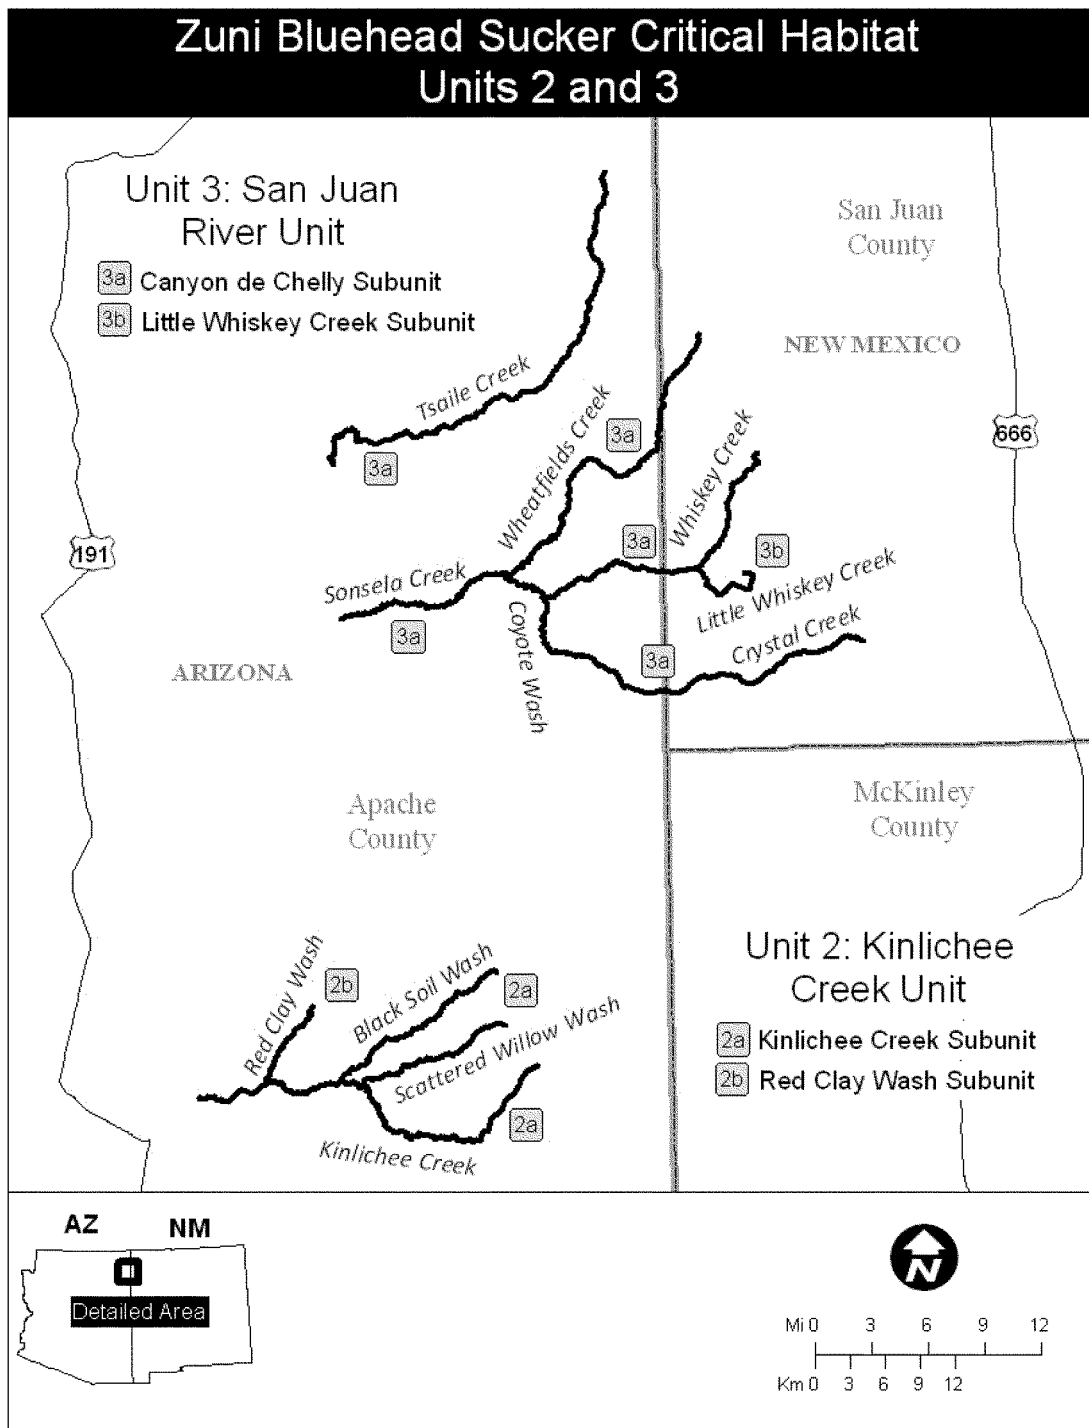 Zuni Bluehead Sucker Critical Habitat
Units 2 and 3
Unit 3: San Juan
River Unit
3a Canyon de Chelly Subunit
3b Little Whiskey Creek Subunit
San Juan
County
NEW MEXICO
Tsaile Creek
3a
Wheatfields Creek
3a
Whiskey Creek
666
191
3a
3b
Sonsela Creek
3a
Little Whiskey Creek
Coyote Wash
Crystal Creek
3a
ARIZONA
Apache
County
McKinley
County
Unit 2: Kinlichee
Creek Unit
2a Kinlichee Creek Subunit
2b Red Clay Wash Subunit
Red Clay Wash
2b
Black Soil Wash
2a
Scattered Willow Wash
2a
Kinlichee Creek
AZ NM
Detailed Area
N
Mi 0 3 6 9 12
Km 0 3 6 9 12